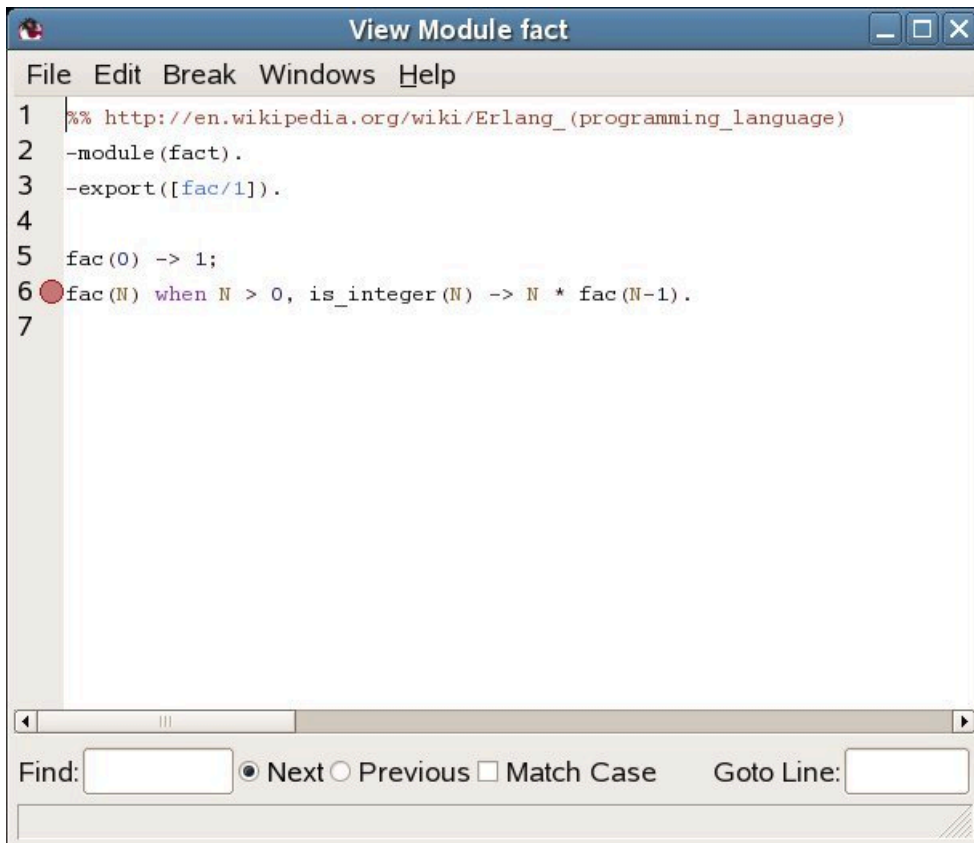 View Module fact
File Edit Break Windows Help
1 %% http://en.wikipedia.org/wiki/Erlang_(programming_language)
2 -module(fact).
3 -export([fac/1]).
4
5 fac(0) -> 1;
6 fac(N) when N > 0, is_integer(N) -> N * fac(N-1).
7
Find: Next Previous Match Case Goto Line: